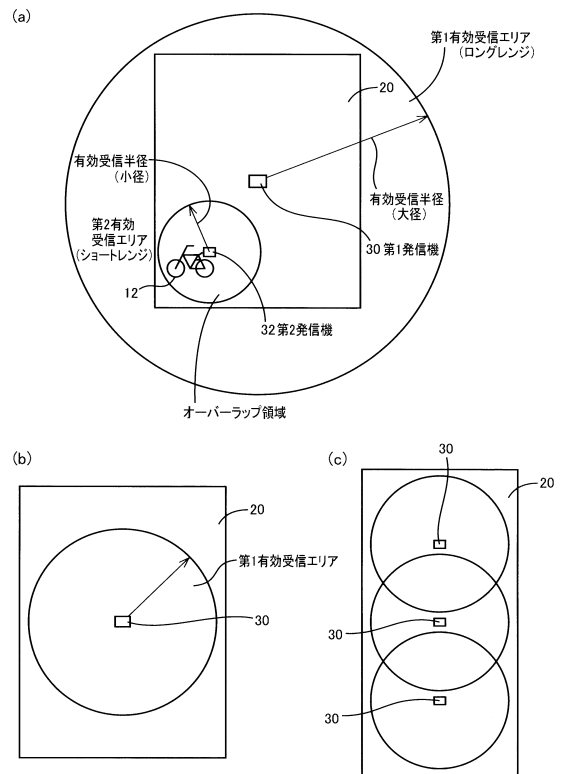 (a)
第1有効受信エリア
(ロングレンジ)
20
有効受信半径
(小径)
有効受信半径
(大径)
第2有効
受信エリア
(ショートレンジ)
30 第1発信機
12
32第2発信機
オーバーラップ領域
(b)
20
第1有効受信エリア
30
(c)
30
20
30
30